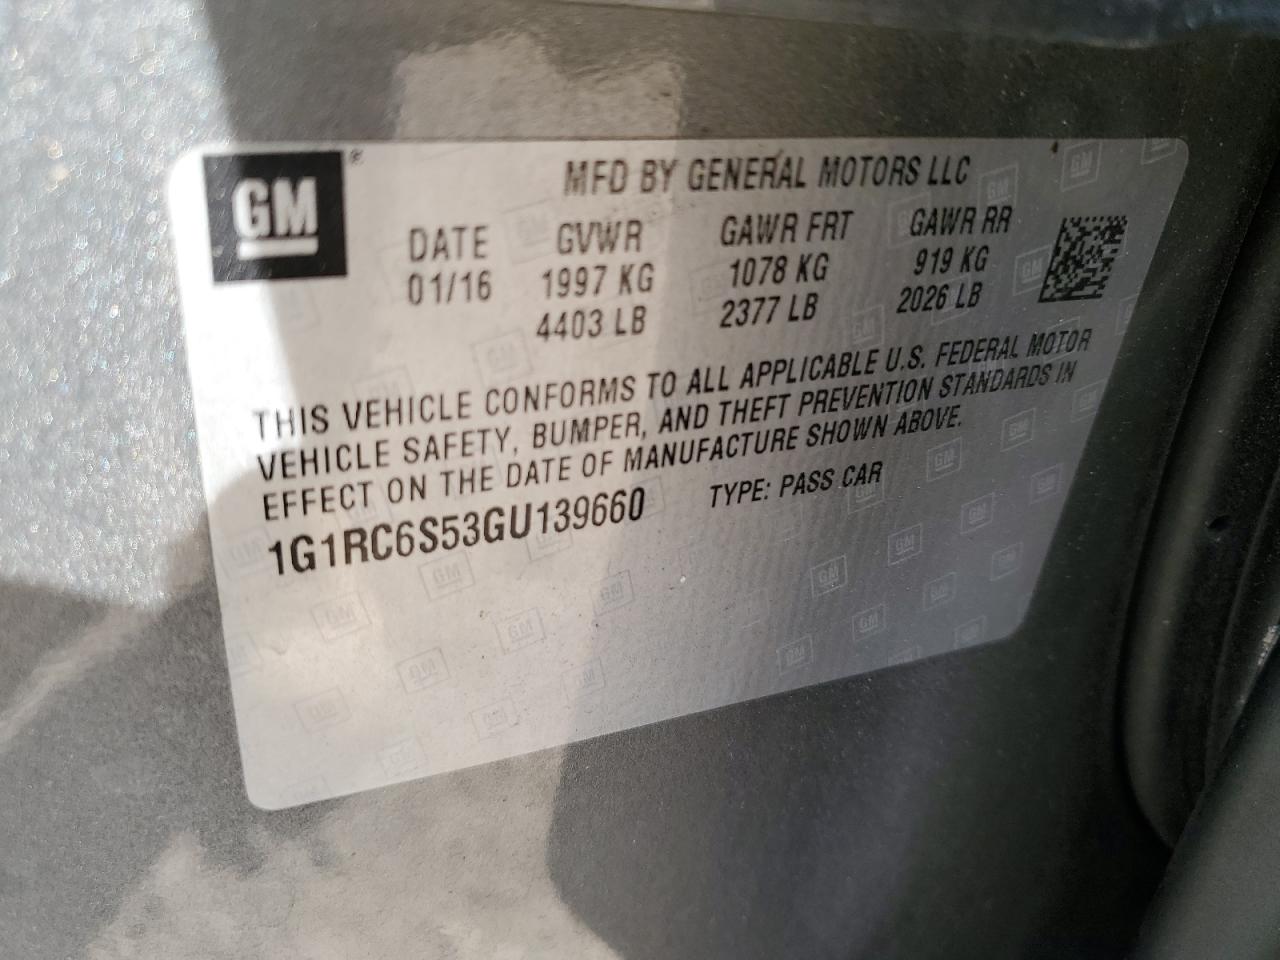 GM ®
MFD BY GENERAL MOTORS LLC
DATE GVWR GAWR FRT GAWR RR
01/16 1997 KG 1078 KG 919 KG
4403 LB 2377 LB 2026 LB
THIS VEHICLE CONFORMS TO ALL APPLICABLE U.S. FEDERAL MOTOR
VEHICLE SAFETY, BUMPER, AND THEFT PREVENTION STANDARDS IN
EFFECT ON THE DATE OF MANUFACTURE SHOWN ABOVE.
1G1RC6S53GU139660 TYPE: PASS CAR